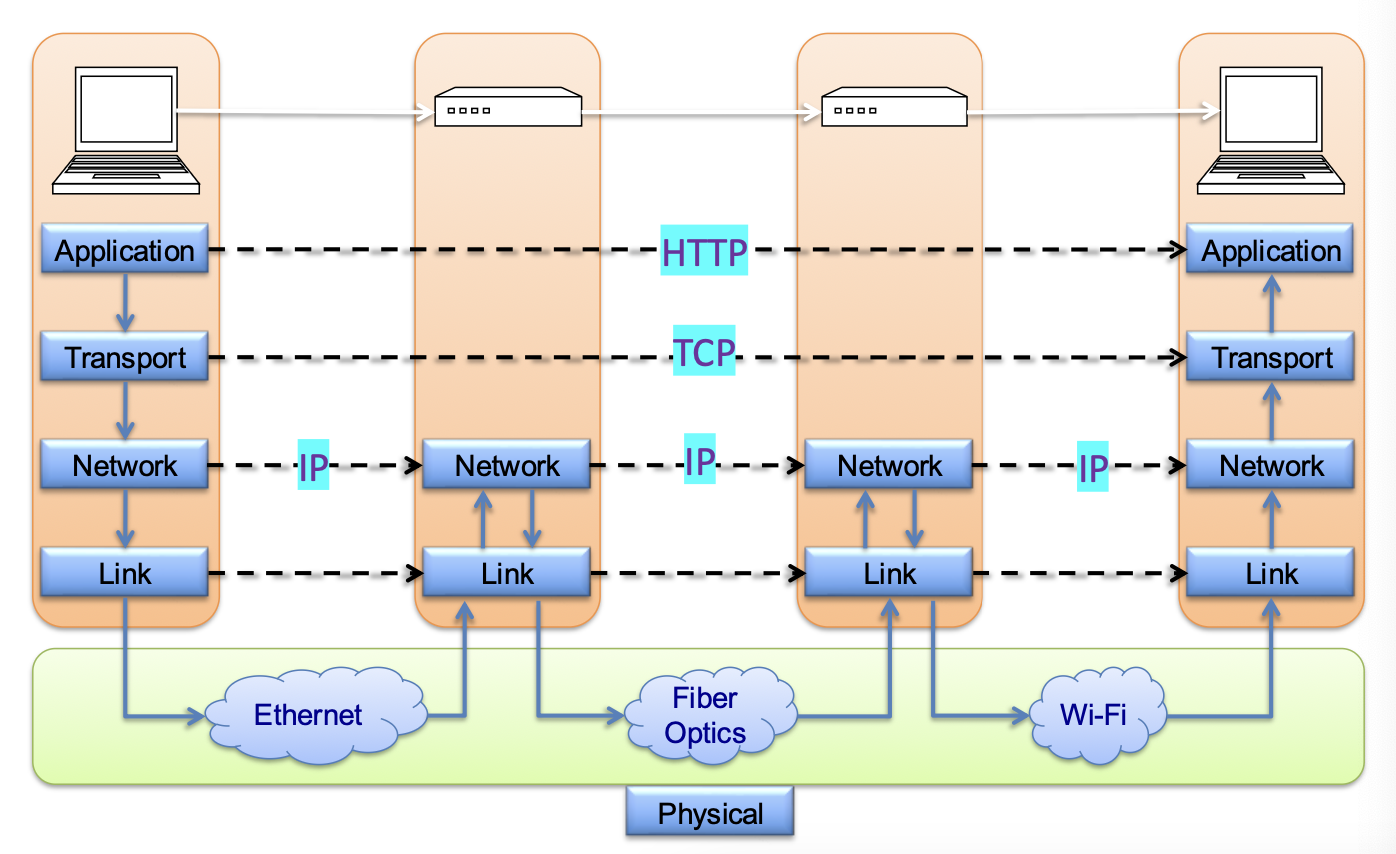 Application
HTTP
Application
Transport
TCP
Transport
Network
IP
Network
IP
Network
IP
Network
Link
Link
Link
Link
Ethernet
Fiber
Optics
Wi-Fi
Physical